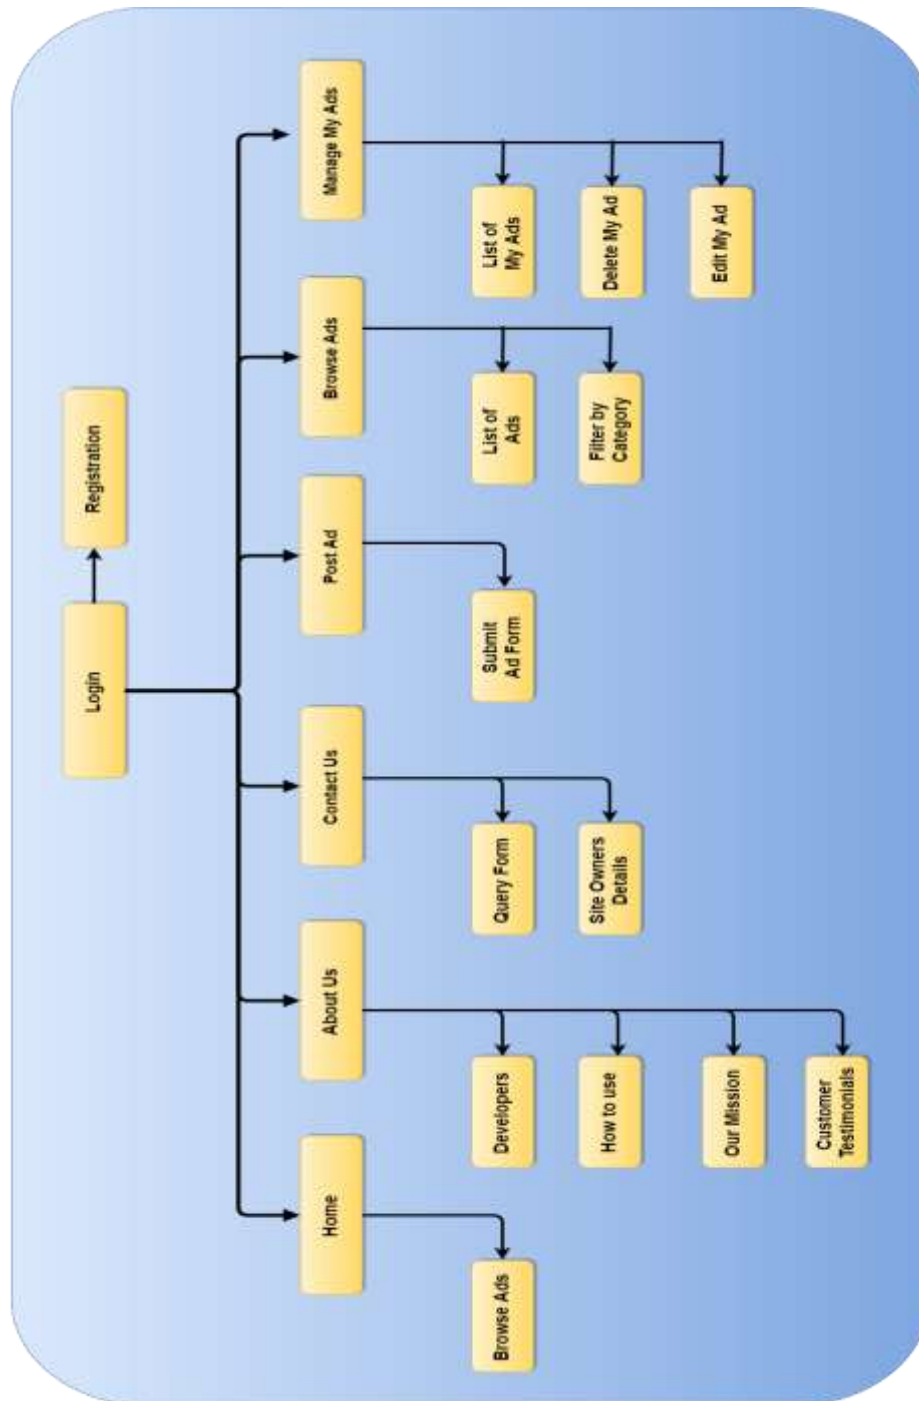 Login
Registration
Home
About Us
Contact Us
Post Ad
Browse Ads
Manage My Ads
Browse Ads
Developers
How to use
Our Mission
Customer
Testimonials
Query Form
Site Owners
Details
Submit
Ad Form
List of
Ads
Filter by
Category
List of
My Ads
Delete My Ad
Edit My Ad